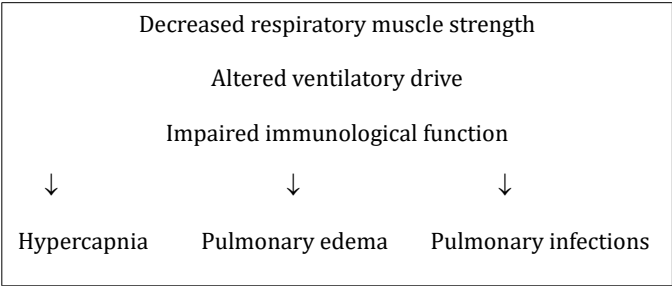 Decreased respiratory muscle strength
Altered ventilatory drive
Impaired immunological function
↓ ↓ ↓
Hypercapnia Pulmonary edema Pulmonary infections